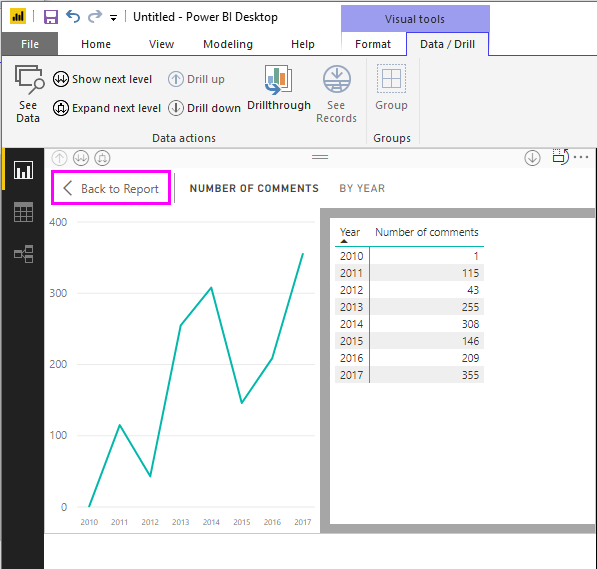 Untitled - Power BI Desktop
Visual tools
File Home View Modeling Help Format Data / Drill
See Data
Show next level
Expand next level
Drill up
Drill down
Drillthrough
See Records
Group
Data actions
Groups
Back to Report
NUMBER OF COMMENTS
BY YEAR
400
300
200
100
0
2010 2011 2012 2013 2014 2015 2016 2017
Year Number of comments
2010 1
2011 115
2012 43
2013 255
2014 308
2015 146
2016 209
2017 355